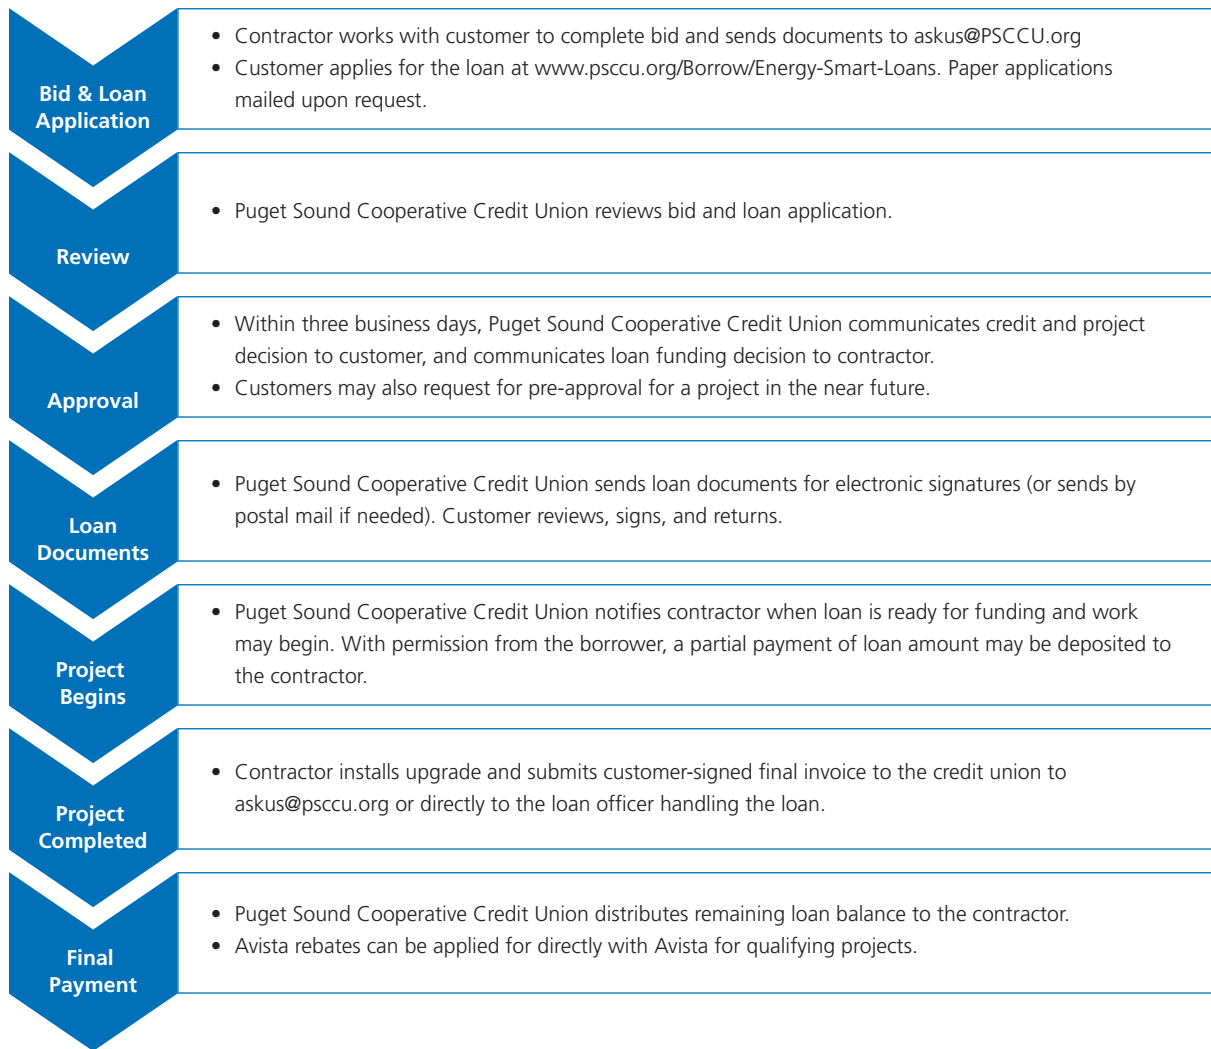 Bid & Loan
Application
• Contractor works with customer to complete bid and sends documents to askus@PSCCU.org
• Customer applies for the loan at www.psccu.org/Borrow/Energy-Smart-Loans. Paper applications
mailed upon request.
Review
• Puget Sound Cooperative Credit Union reviews bid and loan application.
Approval
• Within three business days, Puget Sound Cooperative Credit Union communicates credit and project
decision to customer, and communicates loan funding decision to contractor.
• Customers may also request for pre-approval for a project in the near future.
Loan
Documents
• Puget Sound Cooperative Credit Union sends loan documents for electronic signatures (or sends by
postal mail if needed). Customer reviews, signs, and returns.
Project
Begins
• Puget Sound Cooperative Credit Union notifies contractor when loan is ready for funding and work
may begin. With permission from the borrower, a partial payment of loan amount may be deposited to
the contractor.
Project
Completed
• Contractor installs upgrade and submits customer-signed final invoice to the credit union to
askus@psccu.org or directly to the loan officer handling the loan.
Final
Payment
• Puget Sound Cooperative Credit Union distributes remaining loan balance to the contractor.
• Avista rebates can be applied for directly with Avista for qualifying projects.